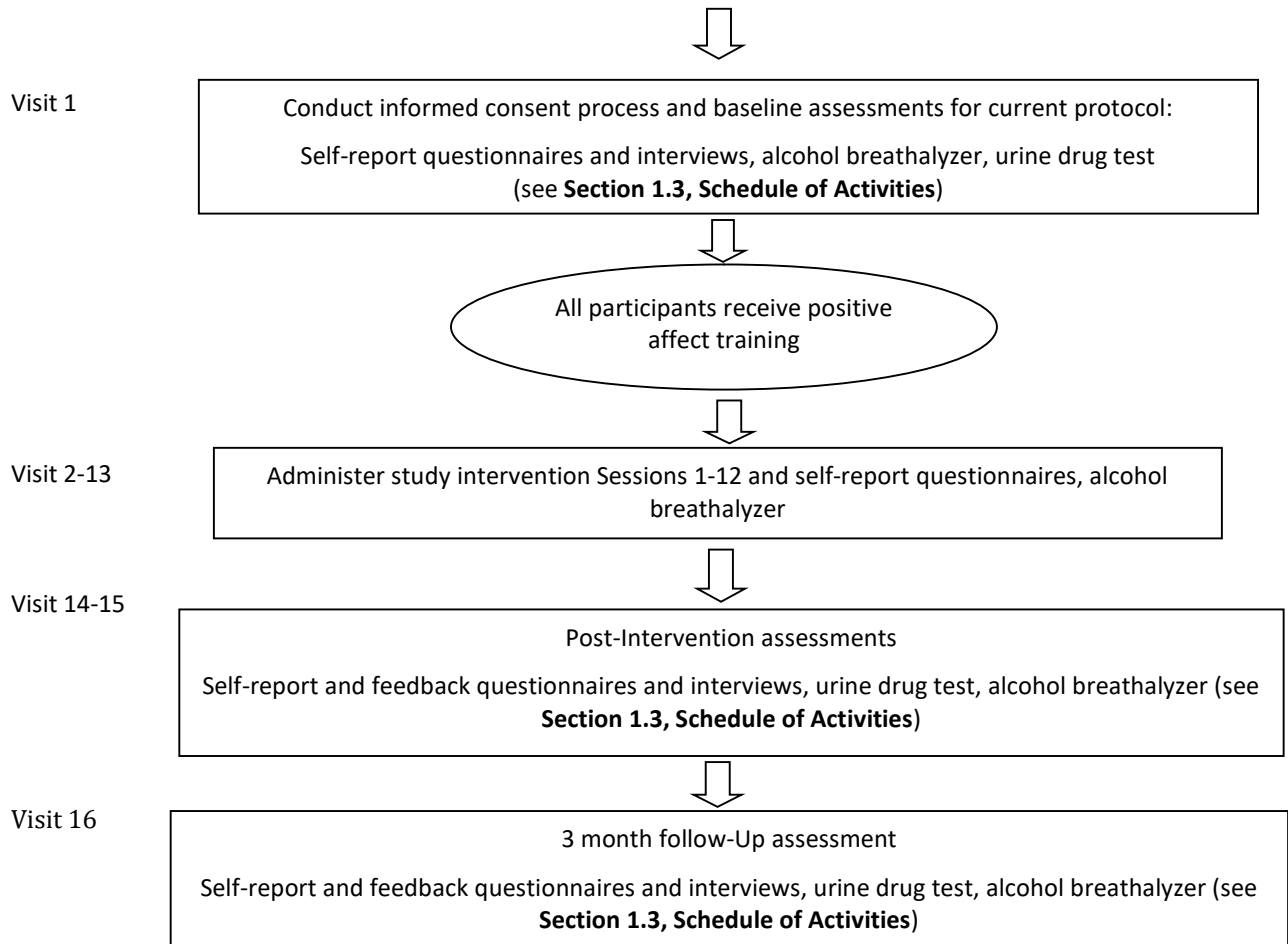 Visit 1
Conduct informed consent process and baseline assessments for current protocol:
Self-report questionnaires and interviews, alcohol breathalyzer, urine drug test
(see Section 1.3, Schedule of Activities)
All participants receive positive
affect training
Visit 2-13
Administer study intervention Sessions 1-12 and self-report questionnaires, alcohol
breathalyzer
Visit 14-15
Post-Intervention assessments
Self-report and feedback questionnaires and interviews, urine drug test, alcohol breathalyzer (see
Section 1.3, Schedule of Activities)
Visit 16
3 month follow-Up assessment
Self-report and feedback questionnaires and interviews, urine drug test, alcohol breathalyzer (see
Section 1.3, Schedule of Activities)